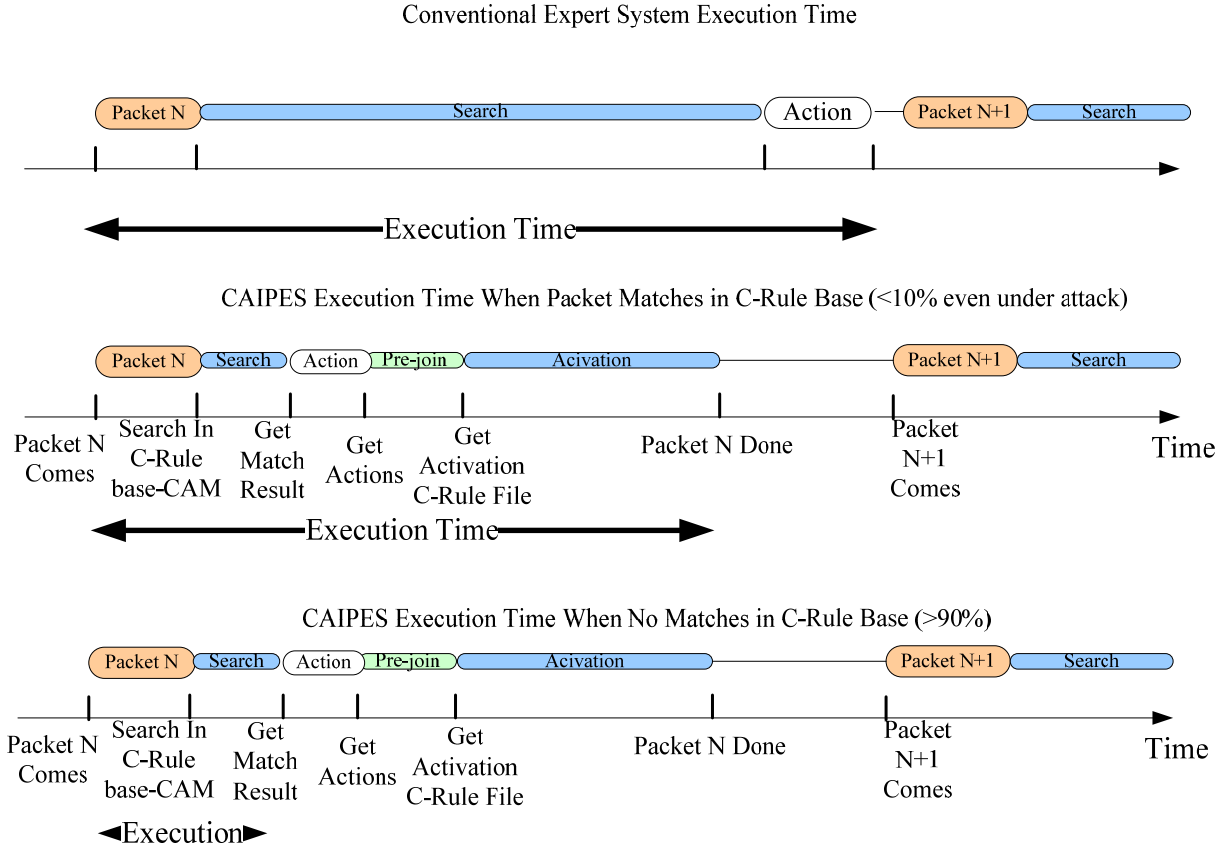 Conventional Expert System Execution Time
Packet N
Search
Action
Packet N+1
Search
Execution Time
CAIPES Execution Time When Packet Matches in C-Rule Base (<10% even under attack)
Packet N
Search
Action
Pre-join
Acivation
Packet N+1
Search
Packet N
Comes
Search In
C-Rule
base-CAM
Get
Match
Result
Get
Actions
Get
Activation
C-Rule File
Packet N Done
Packet
N+1
Comes
Time
Execution Time
CAIPES Execution Time When No Matches in C-Rule Base (>90%)
Packet N
Search
Action
Pre-join
Acivation
Packet N+1
Search
Packet N
Comes
Search In
C-Rule
base-CAM
Get
Match
Result
Get
Actions
Get
Activation
C-Rule File
Packet N Done
Packet
N+1
Comes
Time
Execution